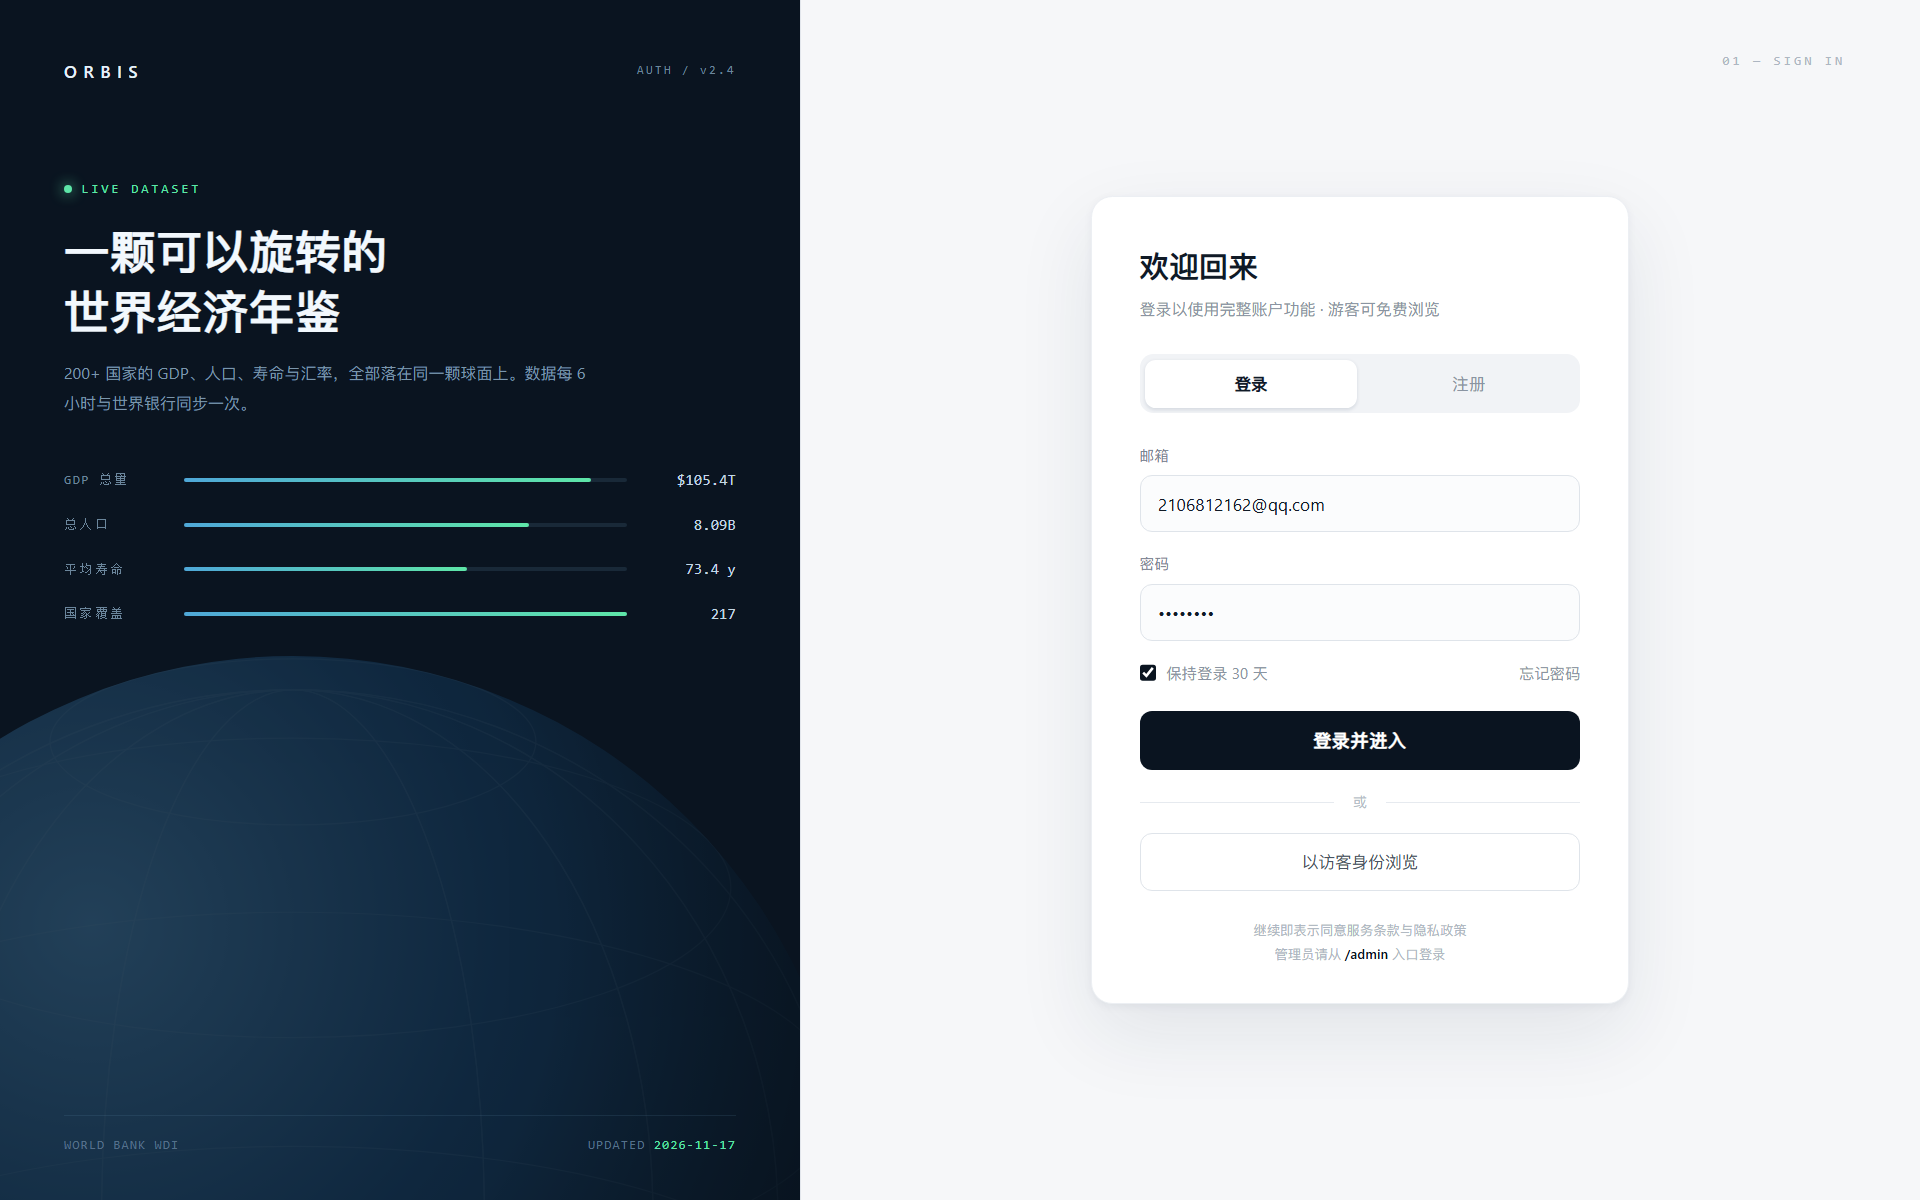 ORBIS
AUTH / v2.4
LIVE DATASET
一颗可以旋转的
世界经济年鉴
200+ 国家的 GDP、人口、寿命与汇率，全部落在同一颗球面上。数据每 6
小时与世界银行同步一次。
GDP 总量 $105.4T
总人口 8.09B
平均寿命 73.4 y
国家覆盖 217
WORLD BANK WDI
UPDATED 2026-11-17
01 — SIGN IN
欢迎回来
登录以使用完整账户功能 · 游客可免费浏览
登录 注册
邮箱
2106812162@qq.com
密码
••••••••
保持登录 30 天 忘记密码
登录并进入
或
以访客身份浏览
继续即表示同意服务条款与隐私政策
管理员请从 /admin 入口登录